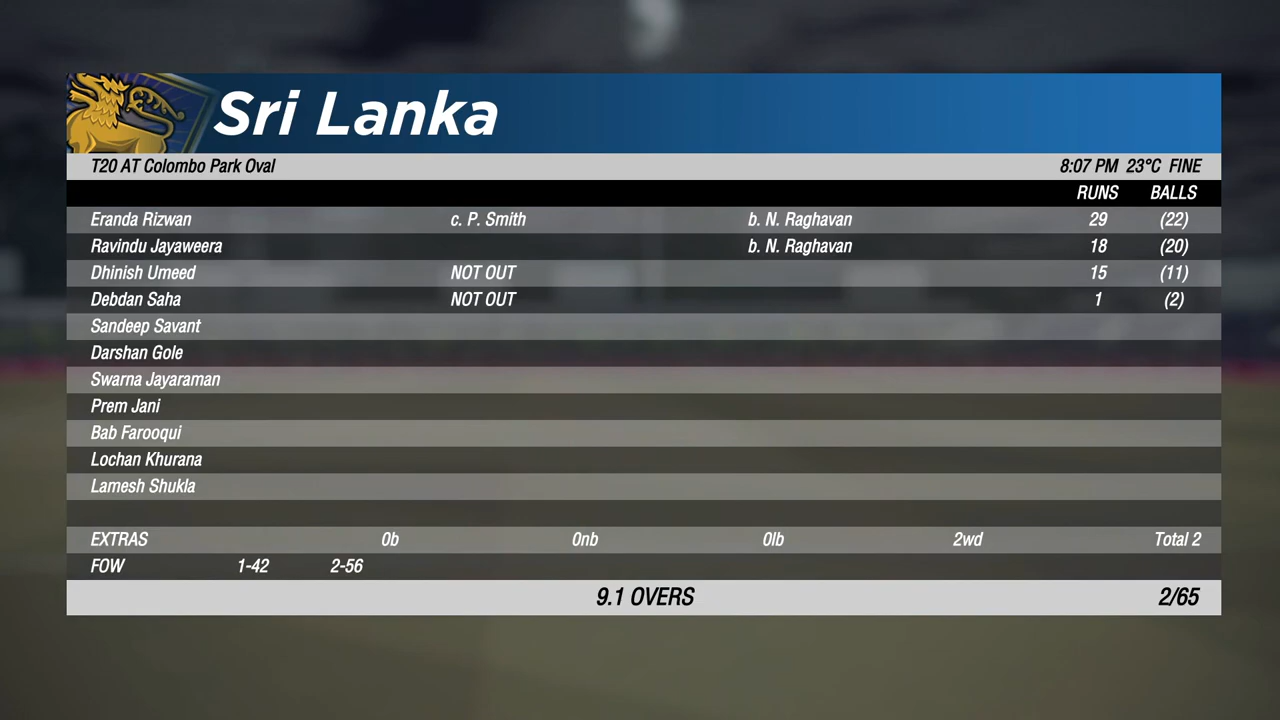 Sri Lanka
T20 AT Colombo Park Oval 8:07 PM 23°C FINE
RUNS BALLS
Eranda Rizwan c. P. Smith b. N. Raghavan 29 (22)
Ravindu Jayaweera b. N. Raghavan 18 (20)
Dhinish Umeed NOT OUT 15 (11)
Debdan Saha NOT OUT 1 (2)
Sandeep Savant
Darshan Gole
Swarna Jayaraman
Prem Jani
Bab Farooqui
Lochan Khurana
Lamesh Shukla
EXTRAS 0b 0nb 0lb 2wd Total 2
FOW 1-42 2-56
9.1 OVERS 2/65